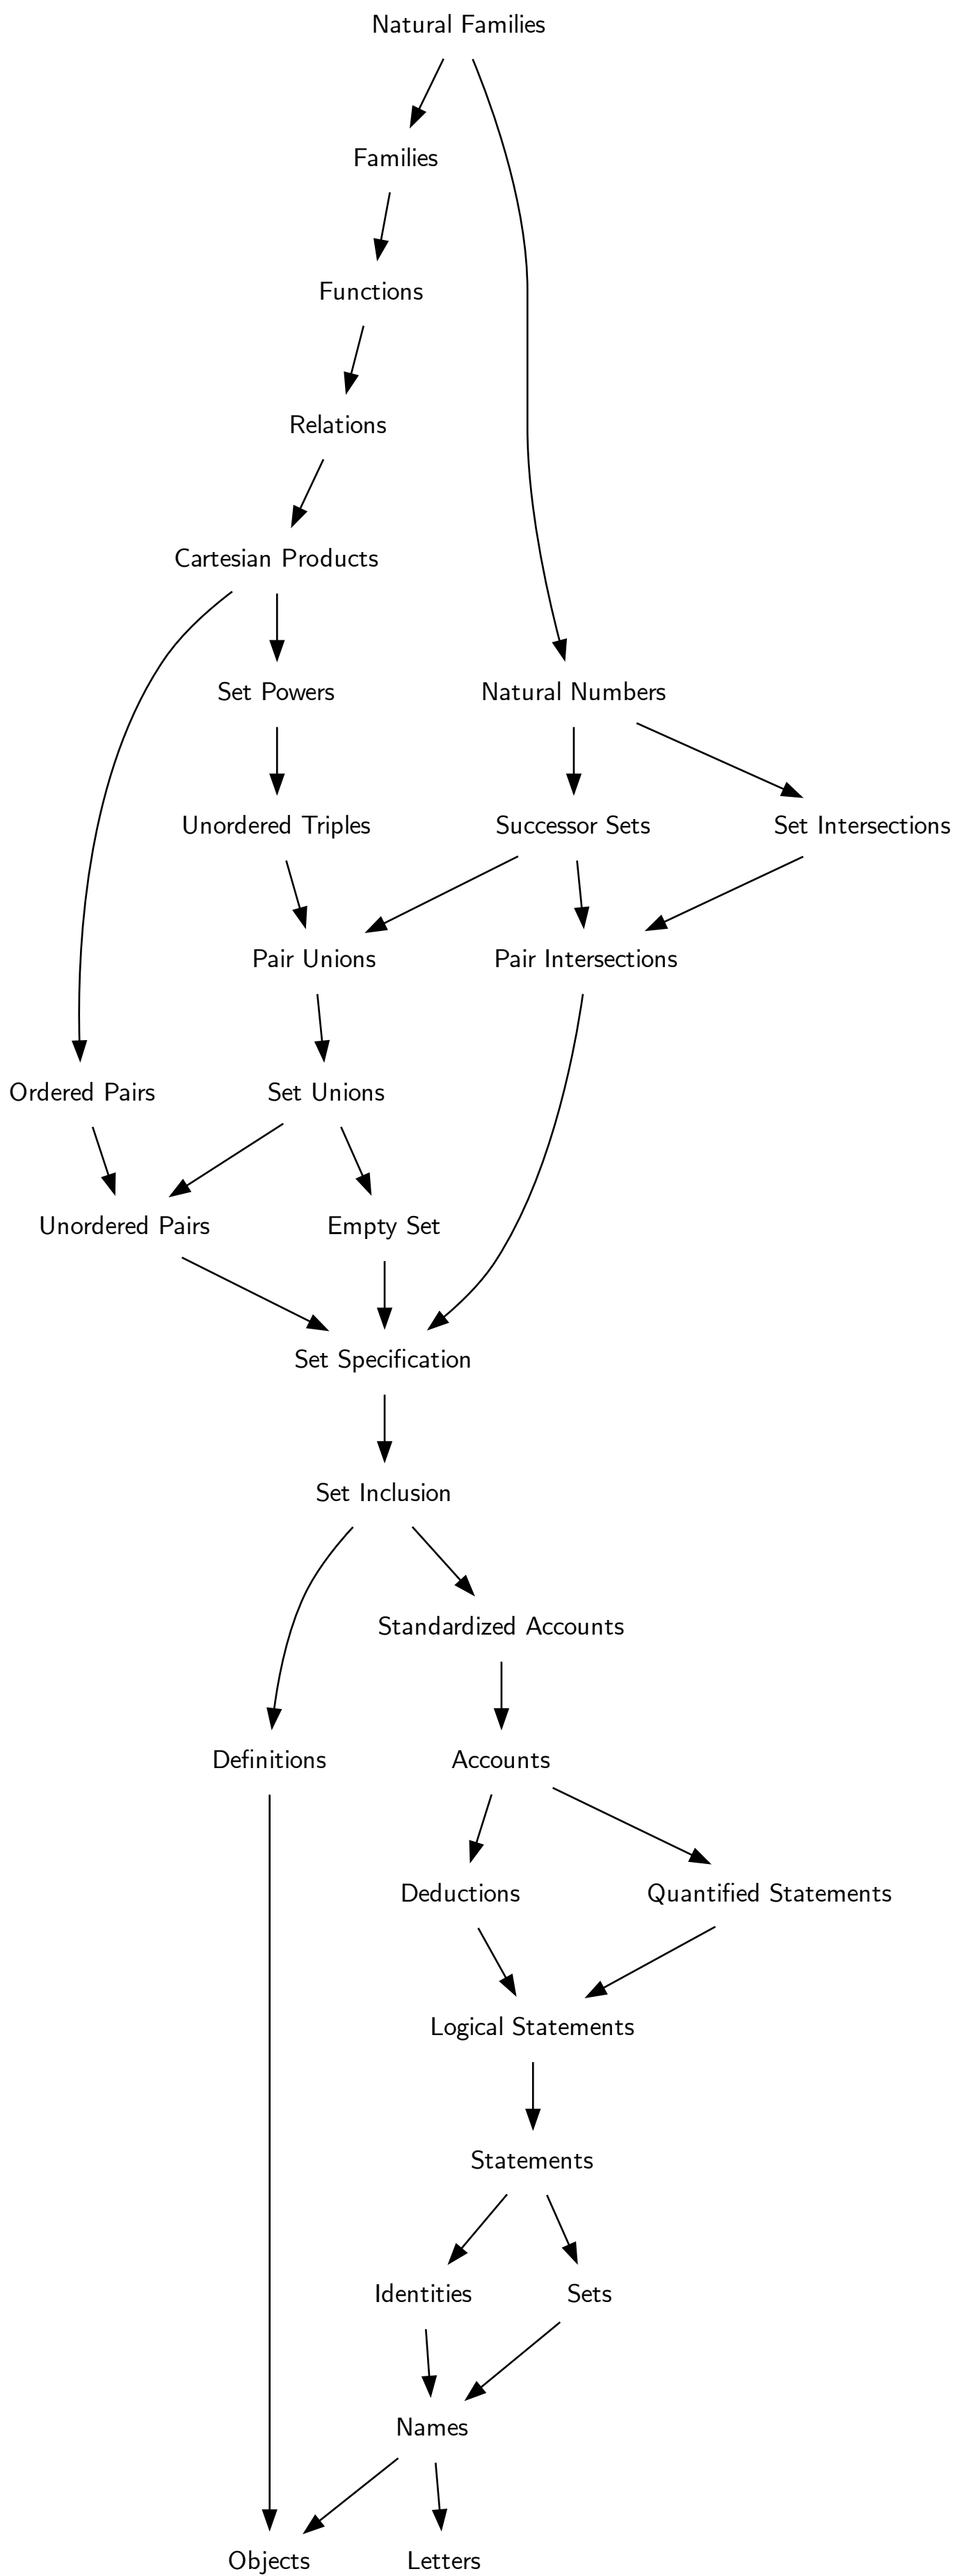 Natural Families
Families
Functions
Relations
Cartesian Products
Set Powers
Natural Numbers
Unordered Triples
Successor Sets
Set Intersections
Pair Unions
Pair Intersections
Ordered Pairs
Set Unions
Unordered Pairs
Empty Set
Set Specification
Set Inclusion
Standardized Accounts
Definitions
Accounts
Deductions
Quantified Statements
Logical Statements
Statements
Identities
Sets
Names
Objects
Letters